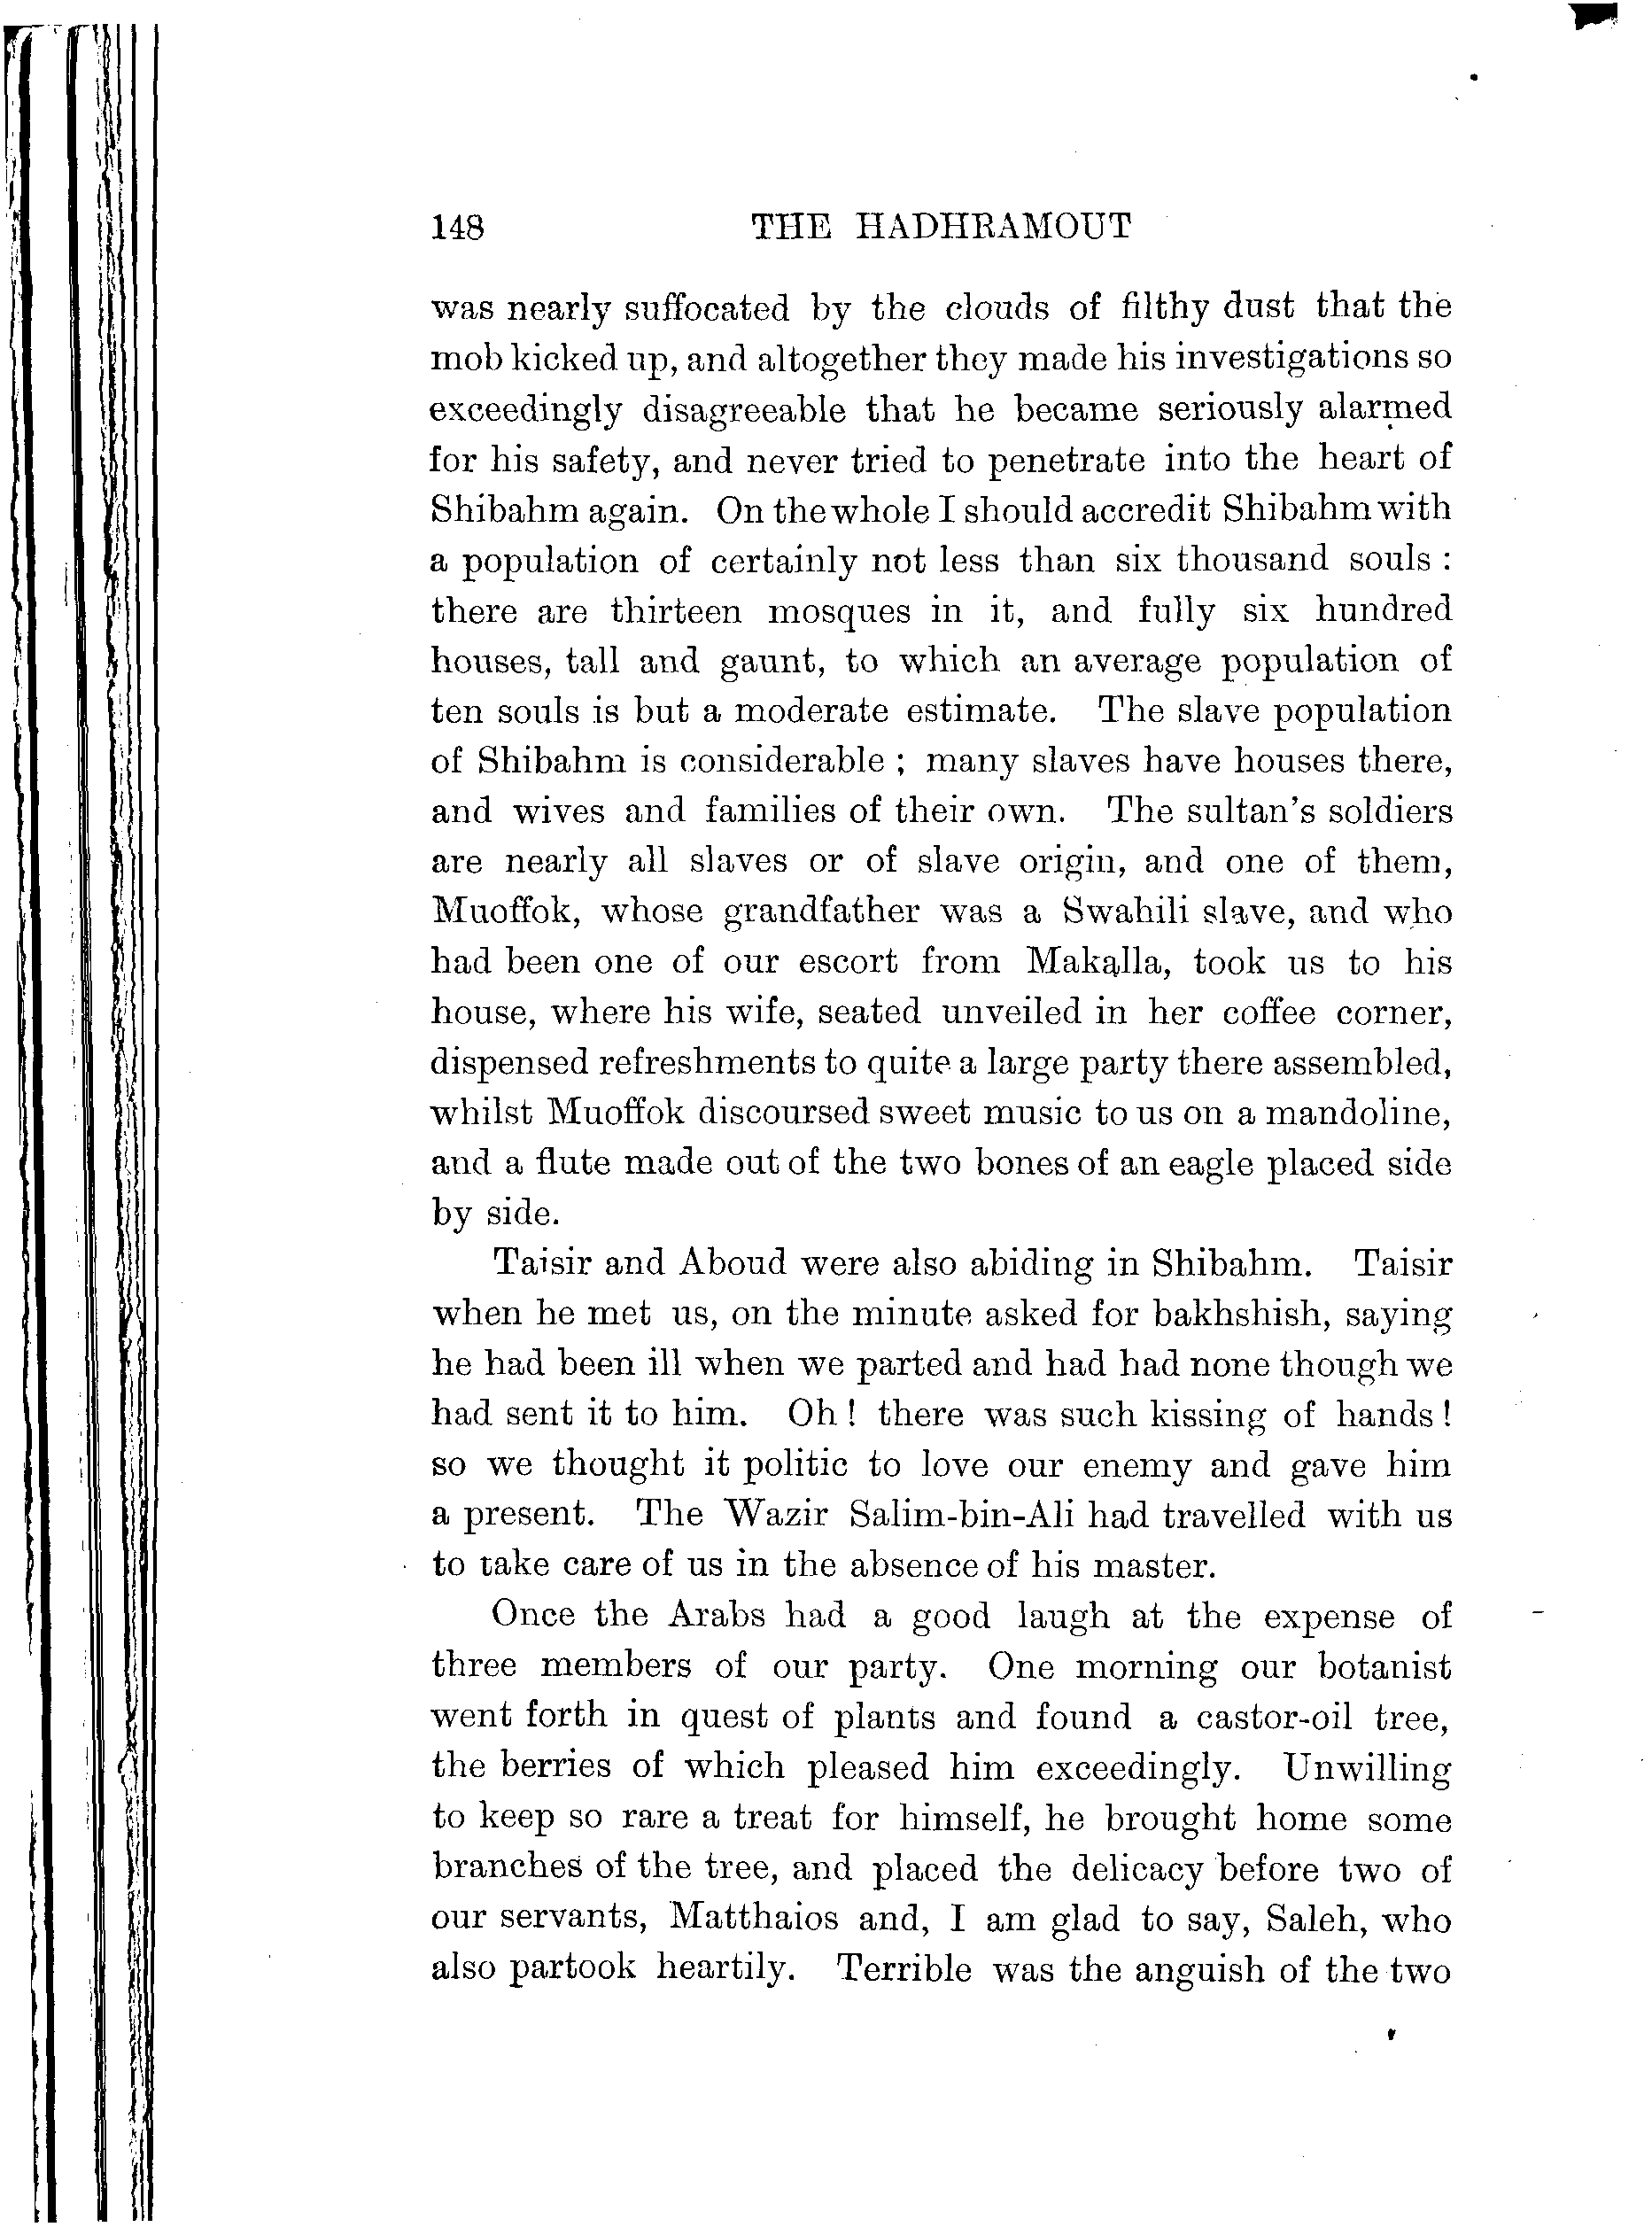 148 THE HADHRAMOUT
was nearly suffocated by the clouds of filthy dust that the
mob kicked up, and altogether they made his investigations so
exceedingly disagreeable that he became seriously alarmed
for his safety, and never tried to penetrate into the heart of
Shibahm again. On the whole I should accredit Shibahm with
a population of certainly not less than six thousand souls :
there are thirteen mosques in it, and fully six hundred
houses, tall and gaunt, to which an average population of
ten souls is but a moderate estimate. The slave population
of Shibahm is considerable ; many slaves have houses there,
and wives and families of their own. The sultan's soldiers
are nearly all slaves or of slave origin, and one of them,
Muoffok, whose grandfather was a Swahili slave, and who
had been one of our escort from Makalla, took us to his
house, where his wife, seated unveiled in her coffee corner,
dispensed refreshments to quite a large party there assembled,
whilst Muoffok discoursed sweet music to us on a mandoline,
and a flute made out of the two bones of an eagle placed side
by side.
Taisir and Aboud were also abiding in Shibahm. Taisir
when he met us, on the minute asked for bakhshish, saying
he had been ill when we parted and had had none though we
had sent it to him. Oh ! there was such kissing of hands !
so we thought it politic to love our enemy and gave him
a present. The Wazir Salim-bin-Ali had travelled with us
to take care of us in the absence of his master.
Once the Arabs had a good laugh at the expense of
three members of our party. One morning our botanist
went forth in quest of plants and found a castor-oil tree,
the berries of which pleased him exceedingly. Unwilling
to keep so rare a treat for himself, he brought home some
branches of the tree, and placed the delicacy before two of
our servants, Matthaios and, I am glad to say, Saleh, who
also partook heartily. Terrible was the anguish of the two